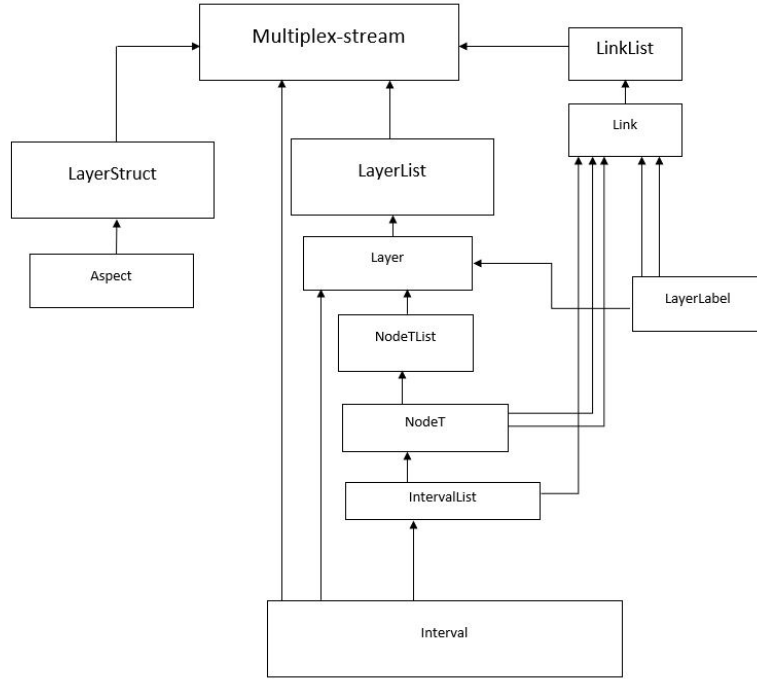 Multiplex-stream
LinkList
Link
LayerStruct
LayerList
Aspect
Layer
LayerLabel
NodeTList
NodeT
IntervalList
Interval